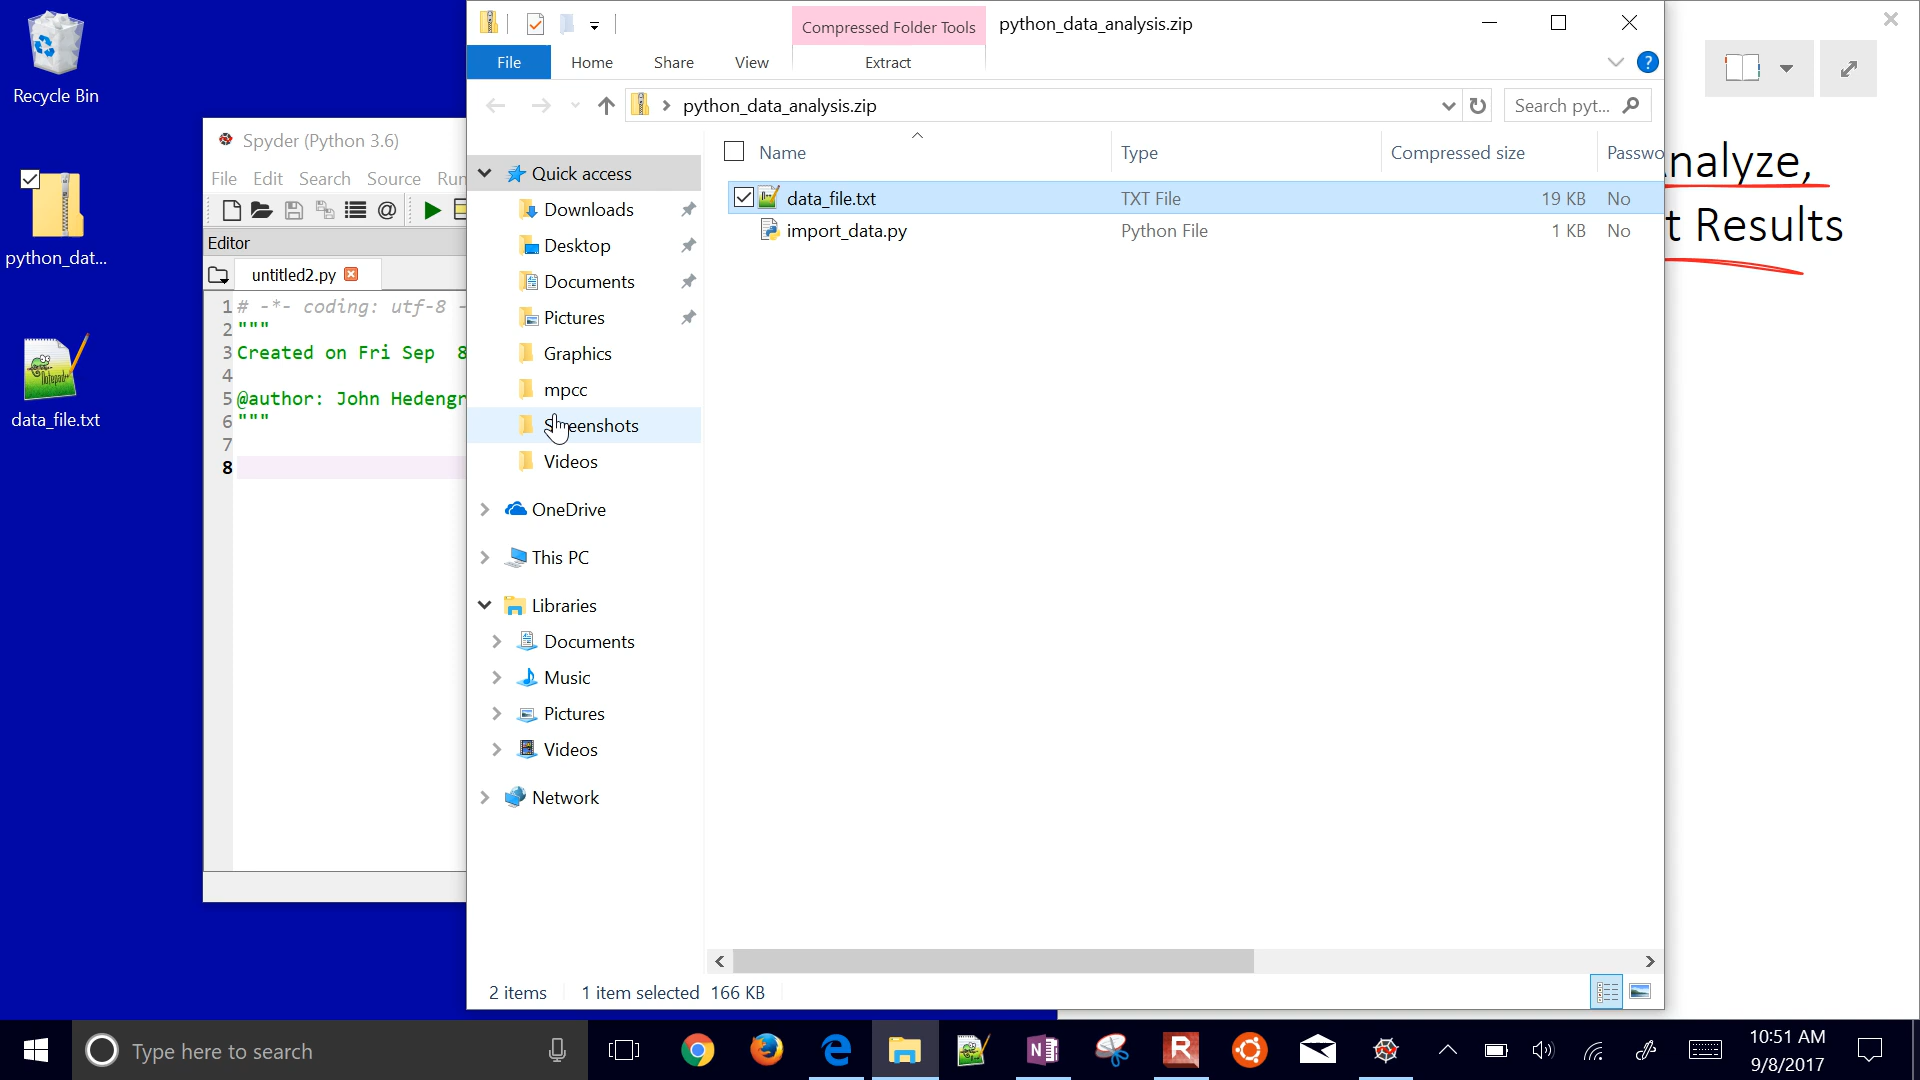 Recycle Bin
python_dat...
data_file.txt
Spyder (Python 3.6)
File Edit Search Source Run
Editor
untitled2.py
1 # -*- coding: utf-8 -
2 """
3 Created on Fri Sep 8
4
5 @author: John Hedengr
6 """
7
8
Compressed Folder Tools
python_data_analysis.zip
File Home Share View Extract
python_data_analysis.zip
Search pyt...
Name Type Compressed size Passwo
data_file.txt TXT File 19 KB No
import_data.py Python File 1 KB No
Quick access
Downloads
Desktop
Documents
Pictures
Graphics
mpcc
Screenshots
Videos
OneDrive
This PC
Libraries
Documents
Music
Pictures
Videos
Network
2 items 1 item selected 166 KB
nalyze,
t Results
Type here to search
10:51 AM
9/8/2017